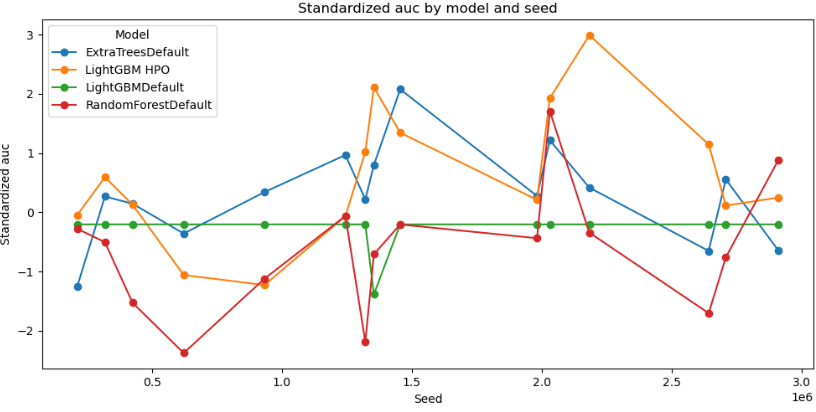 Standardized auc by model and seed
Model
ExtraTreesDefault
LightGBM HPO
LightGBMDefault
RandomForestDefault
Standardized auc
3
2
1
0
−1
−2
0.5 1.0 1.5 2.0 2.5 3.0
1e6
Seed